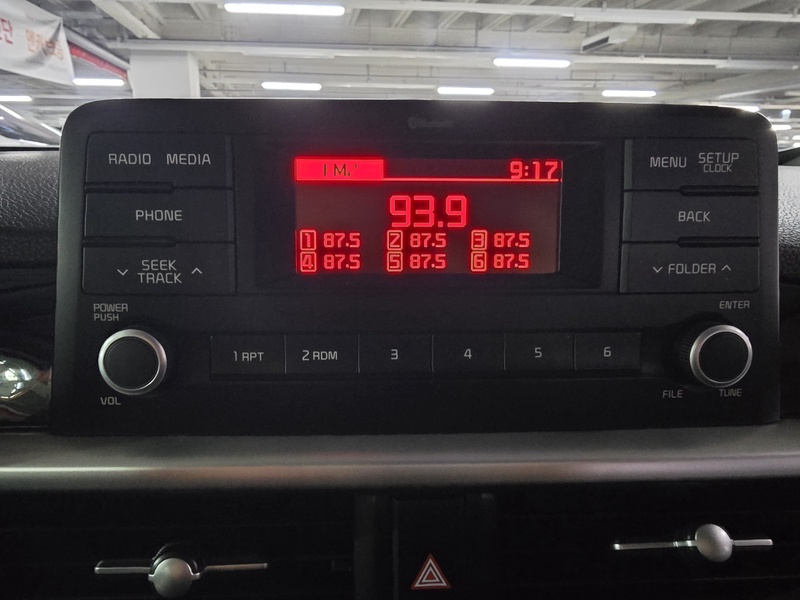 RADIO MEDIA
PHONE
SEEK
TRACK
POWER
PUSH
VOL
9:17
93.9
1 87.5 2 87.5 3 87.5
4 87.5 5 87.5 6 87.5
1 RPT 2 RDM 3 4 5 6
MENU SETUP
CLOCK
BACK
FOLDER
ENTER
FILE TUNE